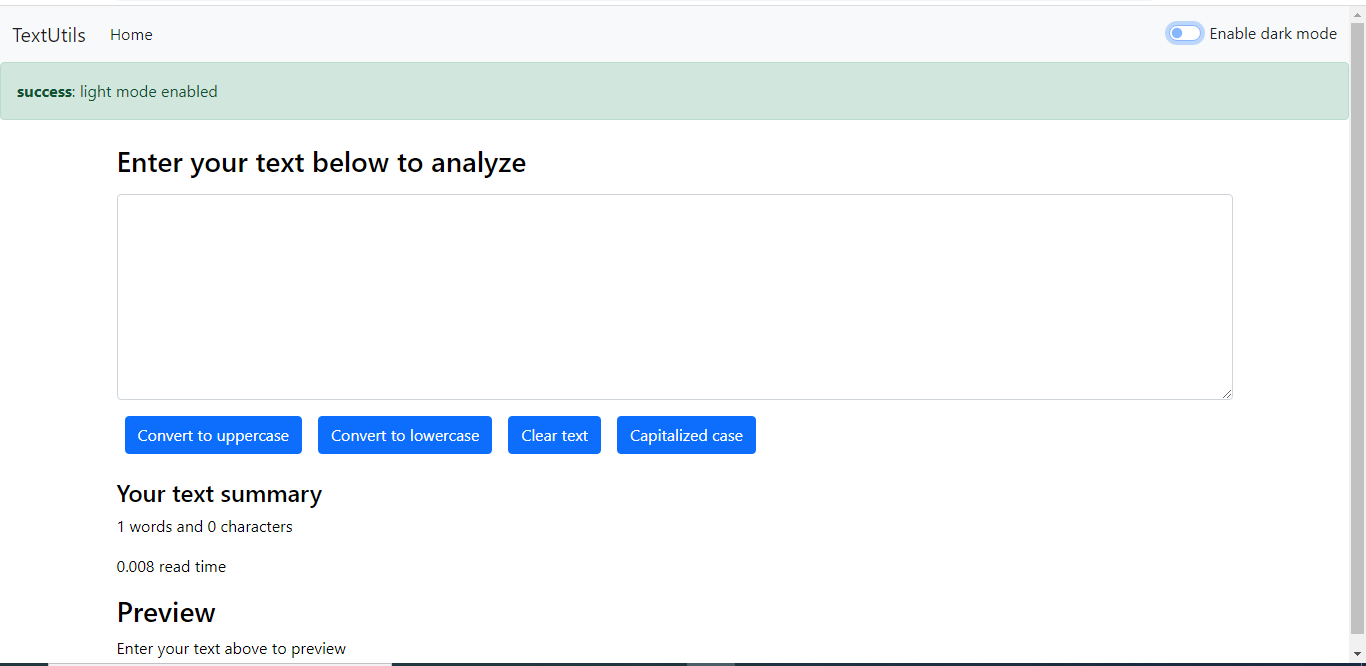 TextUtils Home Enable dark mode
success: light mode enabled
Enter your text below to analyze
Convert to uppercase Convert to lowercase Clear text Capitalized case
Your text summary
1 words and 0 characters
0.008 read time
Preview
Enter your text above to preview